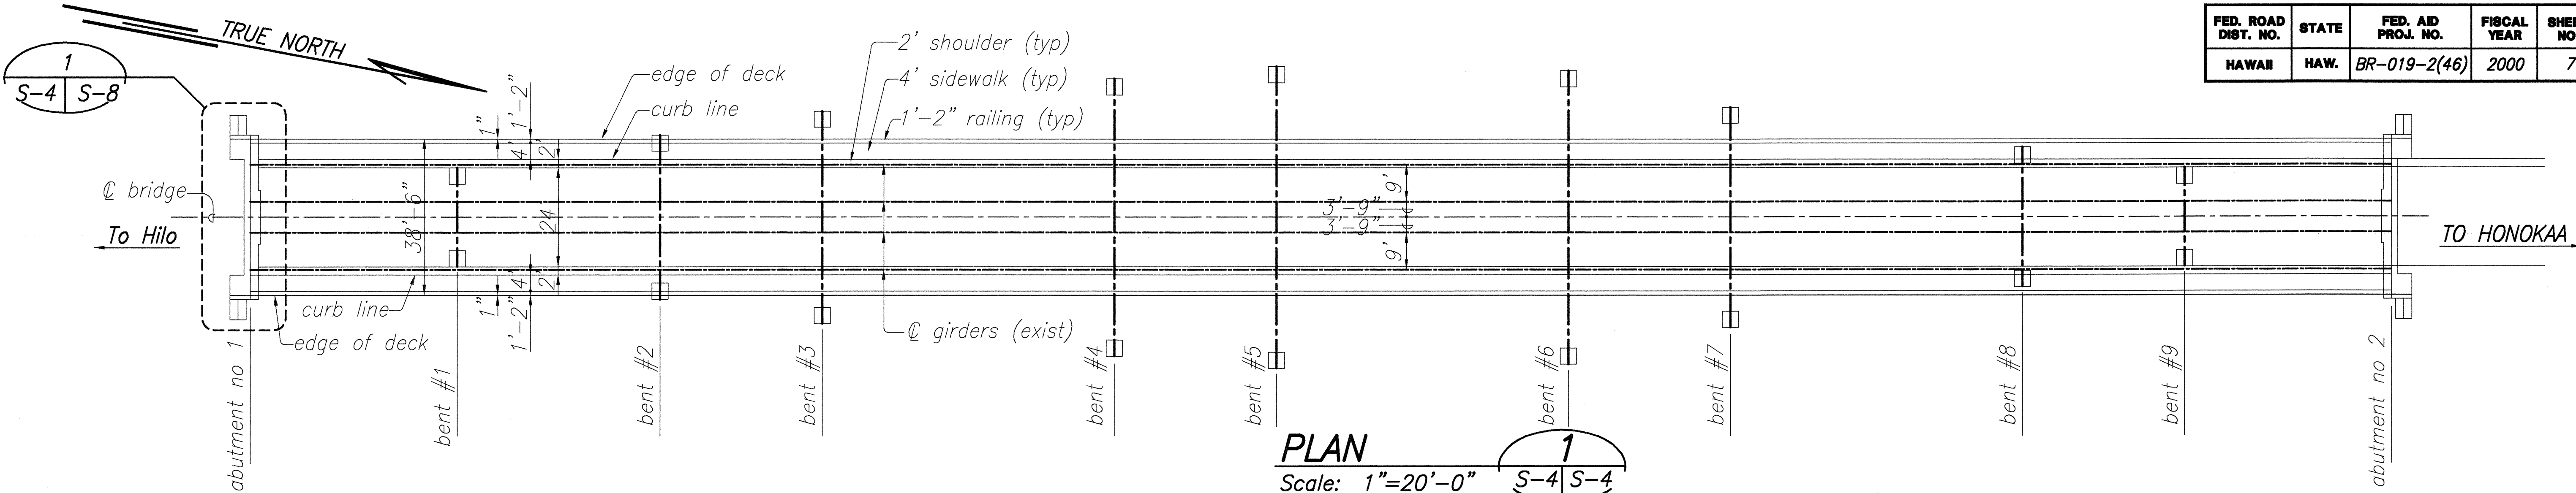 TRUE NORTH
1
S-4 S-8
2' shoulder (typ)
edge of deck
4' sidewalk (typ)
curb line
1'-2" railing (typ)
1'-2"
1"
4'
2'
℄ bridge
To Hilo
38'-6"
24'
9'
3'-9"
3'-9"
9'
TO HONOKAA
4'
2'
1"
1'-2"
curb line
edge of deck
℄ girders (exist)
abutment no 1
bent #1
bent #2
bent #3
bent #4
bent #5
bent #6
bent #7
bent #8
bent #9
abutment no 2
PLAN
Scale: 1"=20'-0"
1
S-4 S-4
FED. ROAD DIST. NO.
STATE
FED. AID PROJ. NO.
FISCAL YEAR
HAWAII
HAW.
BR-019-2(46)
2000
7